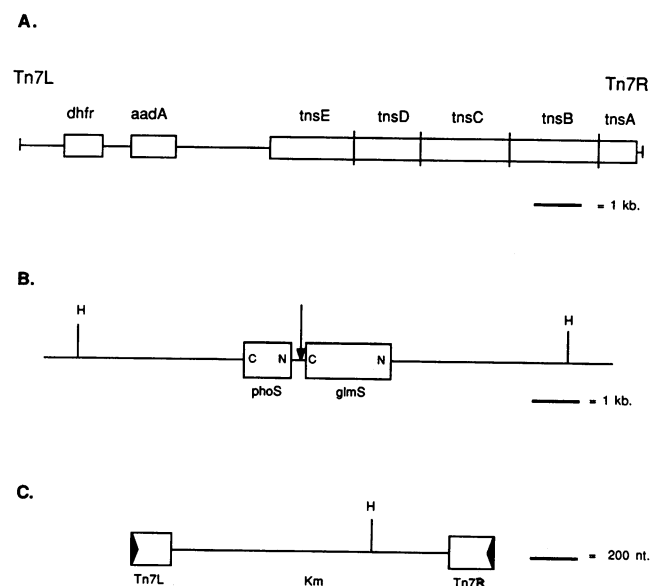 A.
Tn7L Tn7R
dhfr aadA tnsE tnsD tnsC tnsB tnsA
= 1 kb.
B.
H H
C N C N
phoS glmS
= 1 kb.
C.
H
= 200 nt.
Tn7L Km Tn7R